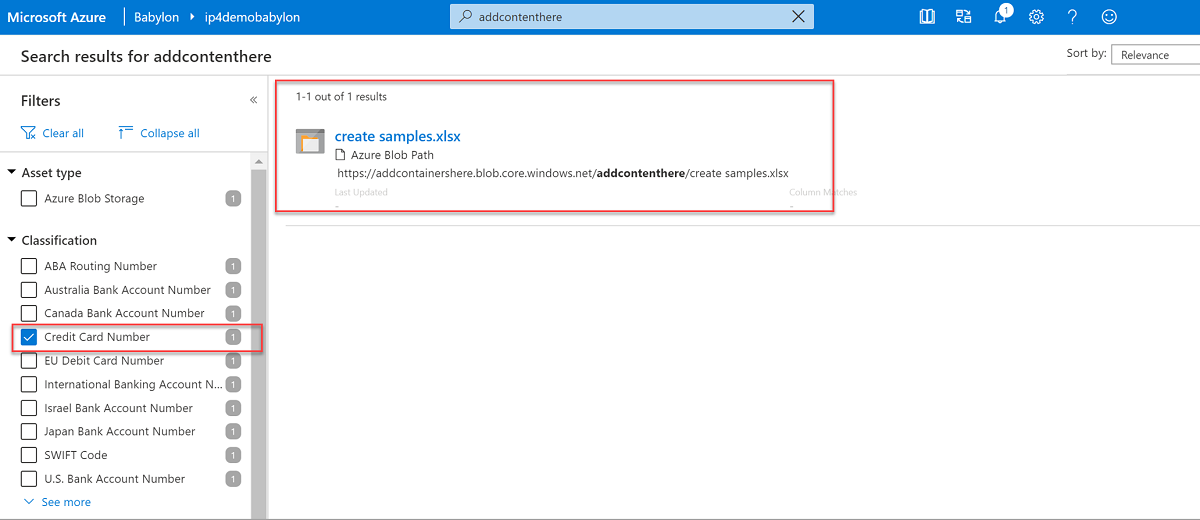 Microsoft Azure Babylon ip4demobabylon addcontenthere 1
Search results for addcontenthere
Sort by: Relevance
Filters
Clear all Collapse all
Asset type
Azure Blob Storage 1
Classification
ABA Routing Number 1
Australia Bank Account Number 1
Canada Bank Account Number 1
Credit Card Number 1
EU Debit Card Number 1
International Banking Account N... 1
Israel Bank Account Number 1
Japan Bank Account Number 1
SWIFT Code 1
U.S. Bank Account Number 1
See more
1-1 out of 1 results
create samples.xlsx
Azure Blob Path
https://addcontainershere.blob.core.windows.net/addcontenthere/create samples.xlsx
Last Updated Column Matches
- -